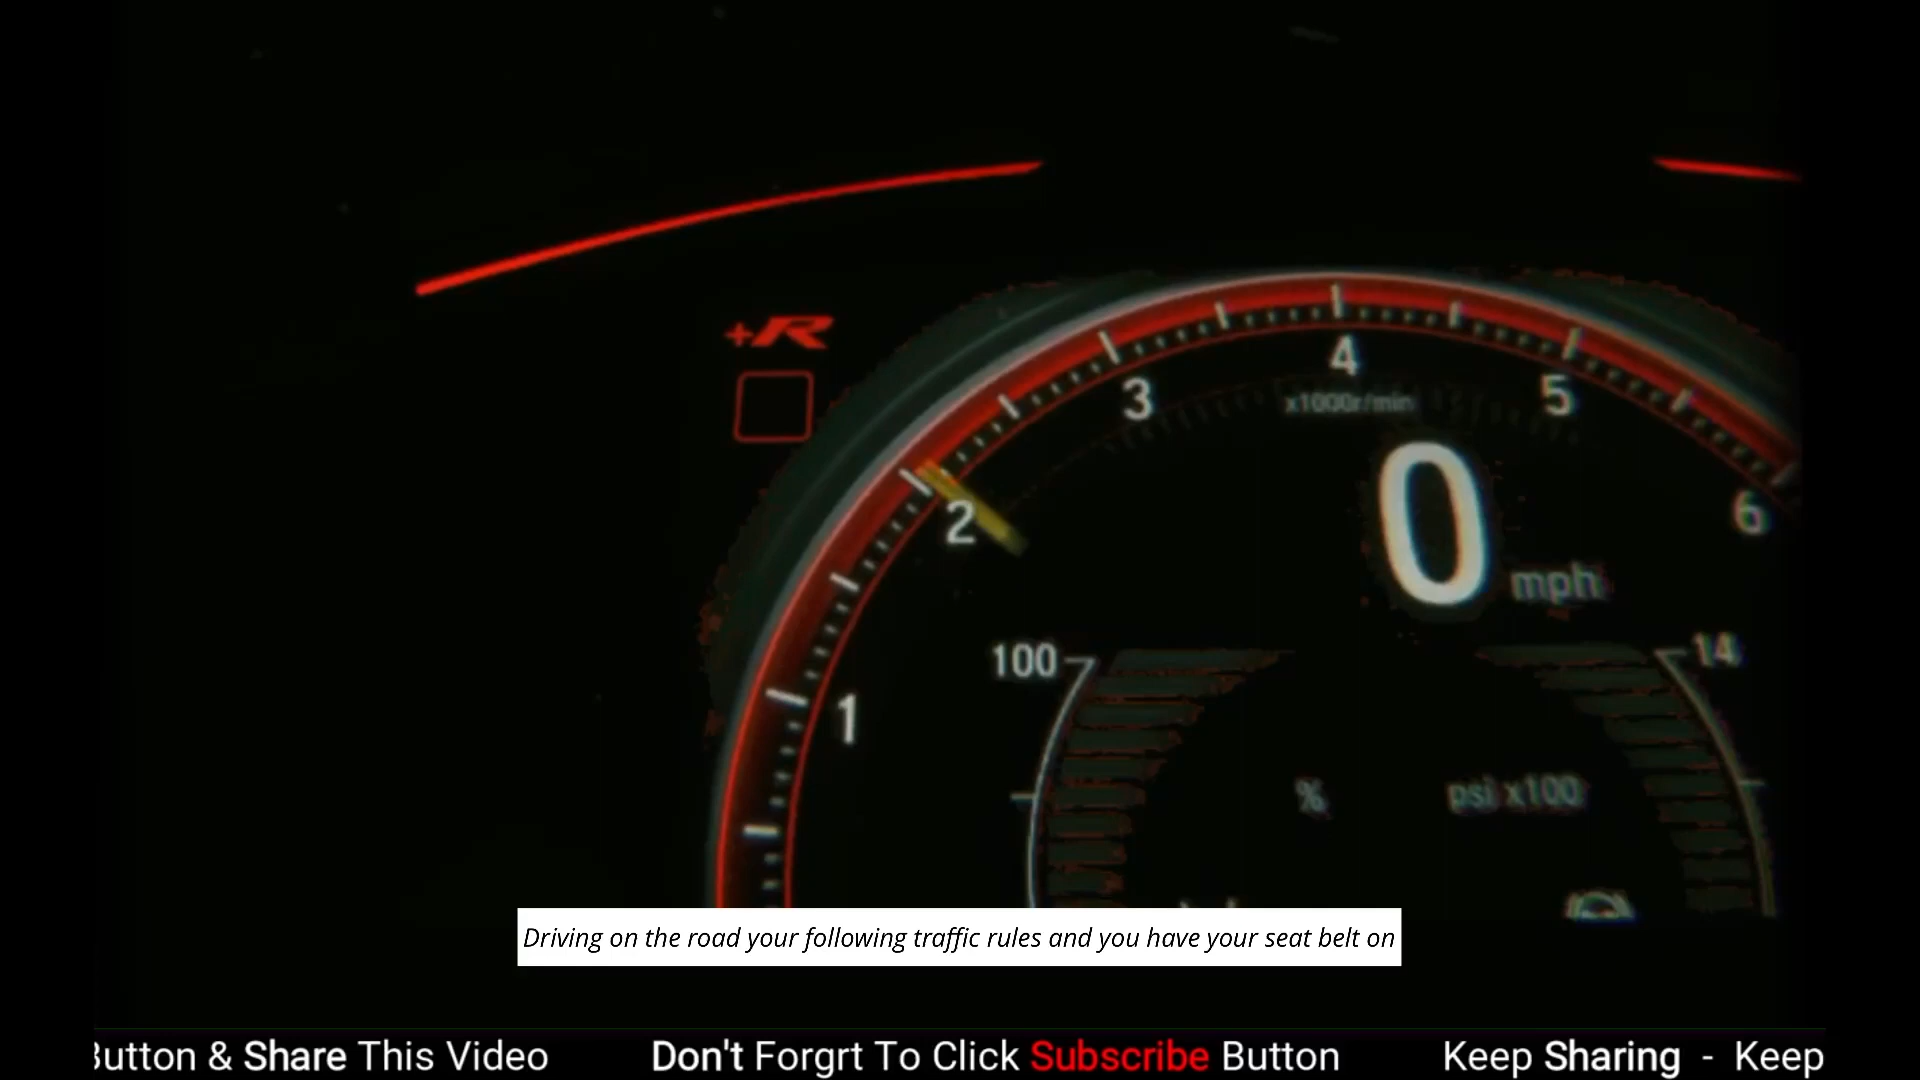 +R
4
3
5
x1000r/min
0
2
6
mph
100
14
1
%
psi x100
Driving on the road your following traffic rules and you have your seat belt on
Button & Share This Video Don't Forgrt To Click Subscribe Button Keep Sharing - Keep